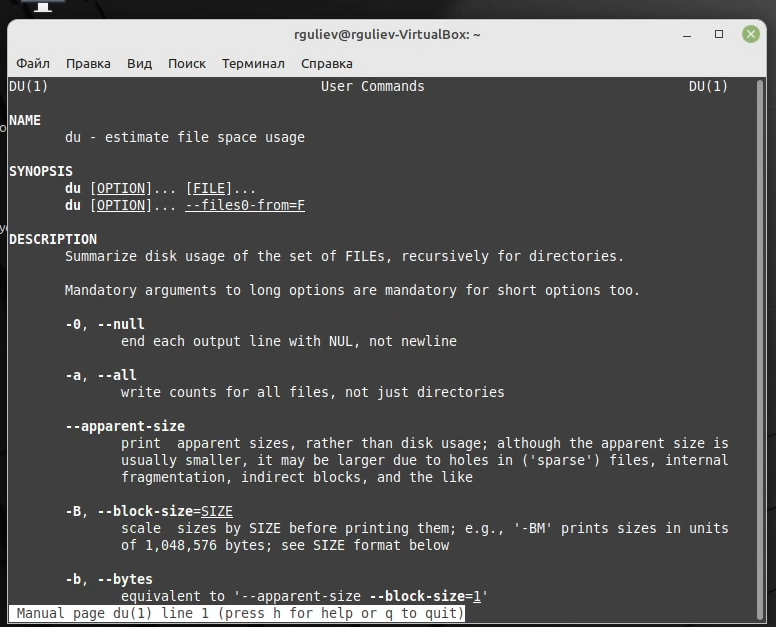 rguliev@rguliev-VirtualBox: ~
Файл Правка Вид Поиск Терминал Справка
DU(1) User Commands DU(1)
NAME
du - estimate file space usage
SYNOPSIS
du [OPTION]... [FILE]...
du [OPTION]... --files0-from=F
DESCRIPTION
Summarize disk usage of the set of FILEs, recursively for directories.
Mandatory arguments to long options are mandatory for short options too.
-0, --null
end each output line with NUL, not newline
-a, --all
write counts for all files, not just directories
--apparent-size
print apparent sizes, rather than disk usage; although the apparent size is
usually smaller, it may be larger due to holes in ('sparse') files, internal
fragmentation, indirect blocks, and the like
-B, --block-size=SIZE
scale sizes by SIZE before printing them; e.g., '-BM' prints sizes in units
of 1,048,576 bytes; see SIZE format below
-b, --bytes
equivalent to '--apparent-size --block-size=1'
Manual page du(1) line 1 (press h for help or q to quit)